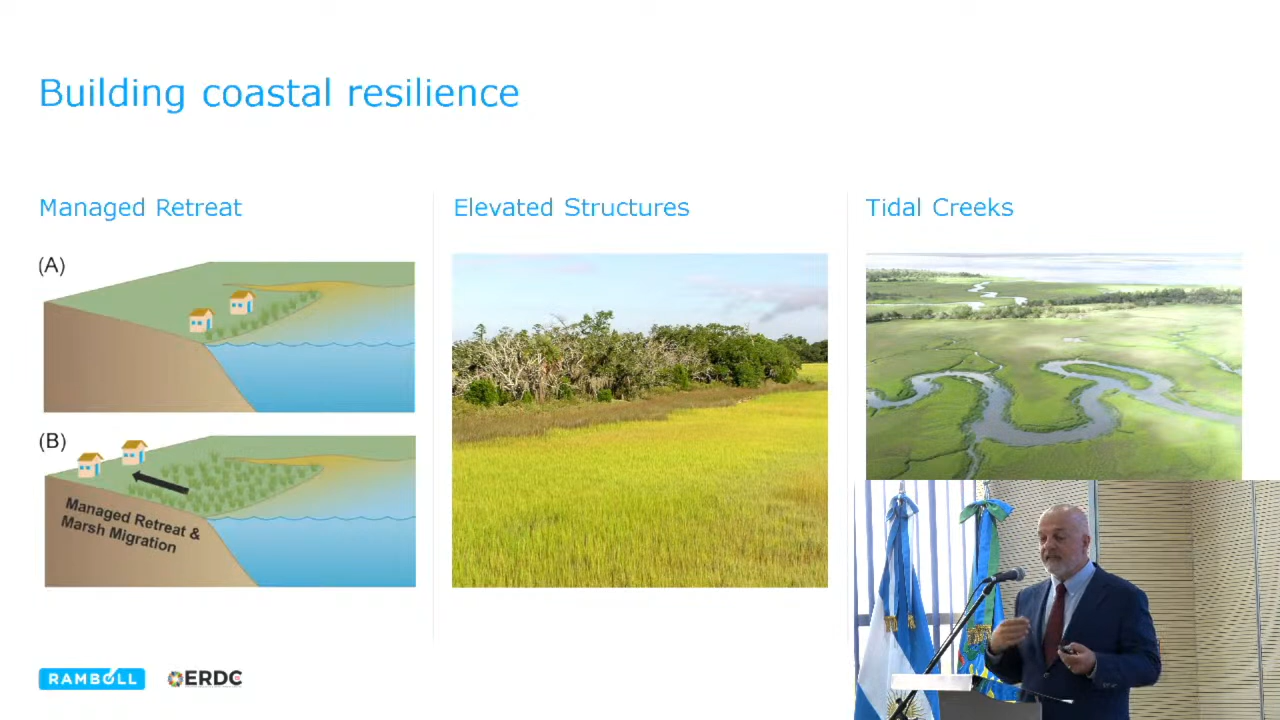 Building coastal resilience
Managed Retreat
Elevated Structures
Tidal Creeks
(A)
(B)
Managed Retreat &
Marsh Migration
RAMBOLL
ERDC